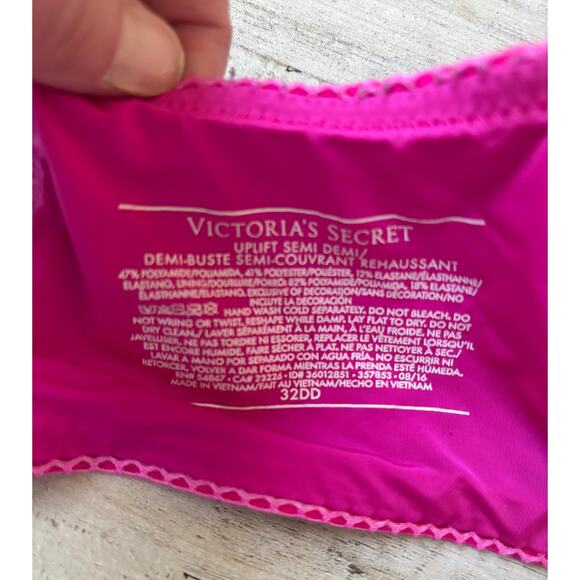 VICTORIA'S SECRET
UPLIFT SEMI DEMI/
DEMI-BUSTE SEMI-COUVRANT REHAUSSANT
47% POLYAMIDE/POLIAMIDA, 41% POLYESTER/POLIÉSTER, 12% ELASTANE/ÉLASTHANNE/
ELASTANO, LINING/DOUBLURE/FORRO: 82% POLYAMIDE/POLIAMIDA, 18% ELASTANE/
ÉLASTHANNE/ELASTANO. EXCLUSIVE OF DECORATION/SANS DÉCORATION/NO
INCLUYE LA DECORACIÓN
HAND WASH COLD SEPARATELY. DO NOT BLEACH. DO
NOT WRING OR TWIST. RESHAPE WHILE DAMP. LAY FLAT TO DRY. DO NOT
DRY CLEAN./ LAVER SÉPARÉMENT À LA MAIN, À L'EAU FROIDE. NE PAS
JAVELLISER. NE PAS TORDRE NI ESSORER. REPLACER LE VÊTEMENT LORSQU'IL
EST ENCORE HUMIDE. FAIRE SÉCHER À PLAT. NE PAS NETTOYER À SEC./
LAVAR A MANO POR SEPARADO CON AGUA FRÍA. NO ESCURRIR NI
RETORCER. VOLVER A DAR FORMA MIENTRAS LA PRENDA ESTÉ HÚMEDA.
RN# 54867 • CA# 23226 • ID# 36012851 • 357853 • 08/16
MADE IN VIETNAM/FAIT AU VIETNAM/HECHO EN VIETNAM
32DD